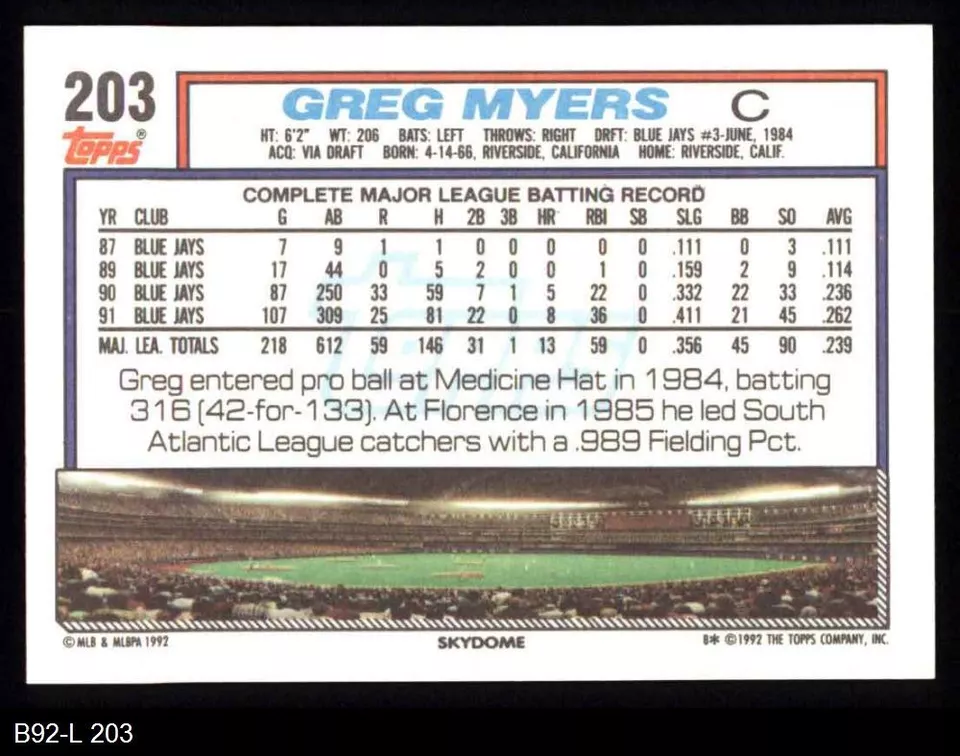 203
Topps®
GREG MYERS C
HT: 6'2" WT: 206 BATS: LEFT THROWS: RIGHT DRFT: BLUE JAYS #3-JUNE, 1984
ACQ: VIA DRAFT BORN: 4-14-66, RIVERSIDE, CALIFORNIA HOME: RIVERSIDE, CALIF.
COMPLETE MAJOR LEAGUE BATTING RECORD
YR CLUB G AB R H 2B 3B HR RBI SB SLG BB SO AVG
87 BLUE JAYS 7 9 1 1 0 0 0 0 0 .111 0 3 .111
89 BLUE JAYS 17 44 0 5 2 0 0 1 0 .159 2 9 .114
90 BLUE JAYS 87 250 33 59 7 1 5 22 0 .332 22 33 .236
91 BLUE JAYS 107 309 25 81 22 0 8 36 0 .411 21 45 .262
MAJ. LEA. TOTALS 218 612 59 146 31 1 13 59 0 .356 45 90 .239
Greg entered pro ball at Medicine Hat in 1984, batting
316 (42-for-133). At Florence in 1985 he led South
Atlantic League catchers with a .989 Fielding Pct.
© MLB & MLBPA 1992 SKYDOME B* © 1992 THE TOPPS COMPANY, INC.
B92-L 203